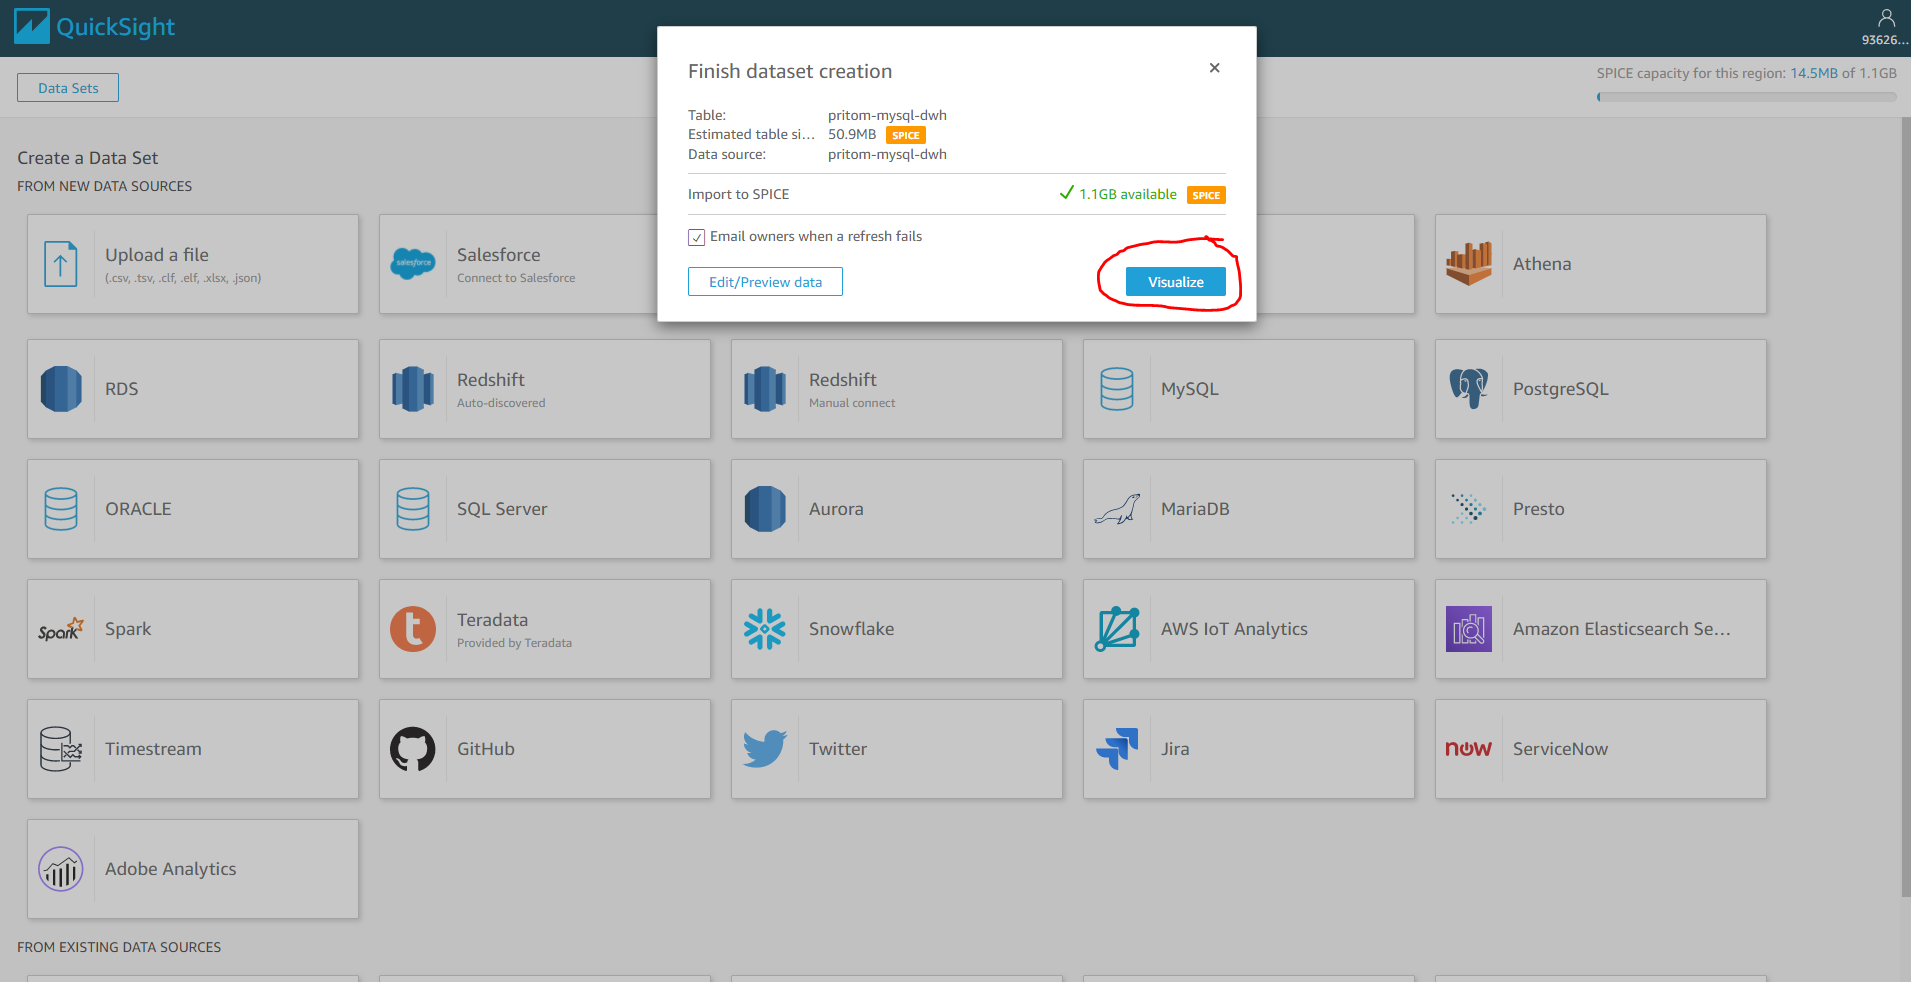 QuickSight
93626...
Data Sets
SPICE capacity for this region: 14.5MB of 1.1GB
Finish dataset creation
Table: pritom-mysql-dwh
Estimated table si... 50.9MB SPICE
Data source: pritom-mysql-dwh
Import to SPICE 1.1GB available SPICE
Email owners when a refresh fails
Edit/Preview data Visualize
Create a Data Set
FROM NEW DATA SOURCES
Upload a file
(.csv, .tsv, .clf, .elf, .xlsx, .json)
salesforce
Salesforce
Connect to Salesforce
Athena
RDS
Redshift
Auto-discovered
Redshift
Manual connect
MySQL
PostgreSQL
ORACLE
SQL Server
Aurora
MariaDB
Presto
Spark
Spark
t
Teradata
Provided by Teradata
Snowflake
AWS IoT Analytics
Amazon Elasticsearch Se...
Timestream
GitHub
Twitter
Jira
now
ServiceNow
Adobe Analytics
FROM EXISTING DATA SOURCES